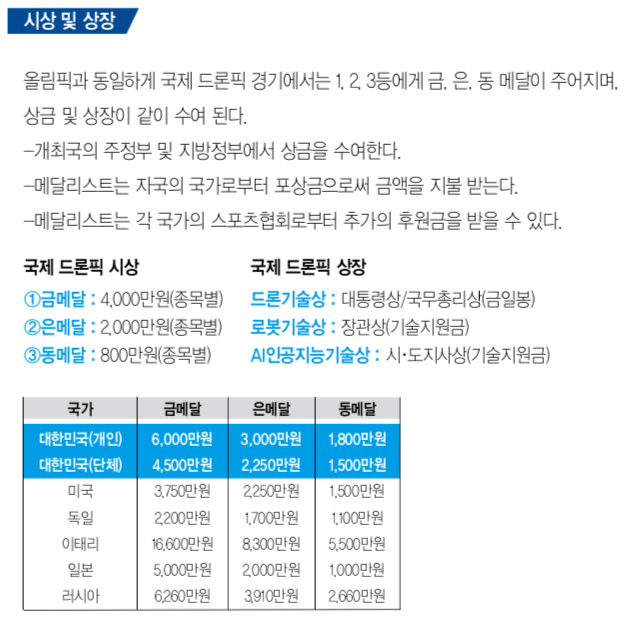 시상 및 상장
올림픽과 동일하게 국제 드론픽 경기에서는 1, 2, 3등에게 금, 은, 동 메달이 주어지며,
상금 및 상장이 같이 수여 된다.
-개최국의 주정부 및 지방정부에서 상금을 수여한다.
-메달리스트는 자국의 국가로부터 포상금으로써 금액을 지불 받는다.
-메달리스트는 각 국가의 스포츠협회로부터 추가의 후원금을 받을 수 있다.
국제 드론픽 시상
①금메달 : 4,000만원(종목별)
②은메달 : 2,000만원(종목별)
③동메달 : 800만원(종목별)
국제 드론픽 상장
드론기술상 : 대통령상/국무총리상(금일봉)
로봇기술상 : 장관상(기술지원금)
AI인공지능기술상 : 시·도지사상(기술지원금)
국가 금메달 은메달 동메달
대한민국(개인) 6,000만원 3,000만원 1,800만원
대한민국(단체) 4,500만원 2,250만원 1,500만원
미국 3,750만원 2,250만원 1,500만원
독일 2,200만원 1,700만원 1,100만원
이태리 16,600만원 8,300만원 5,500만원
일본 5,000만원 2,000만원 1,000만원
러시아 6,260만원 3,910만원 2,660만원